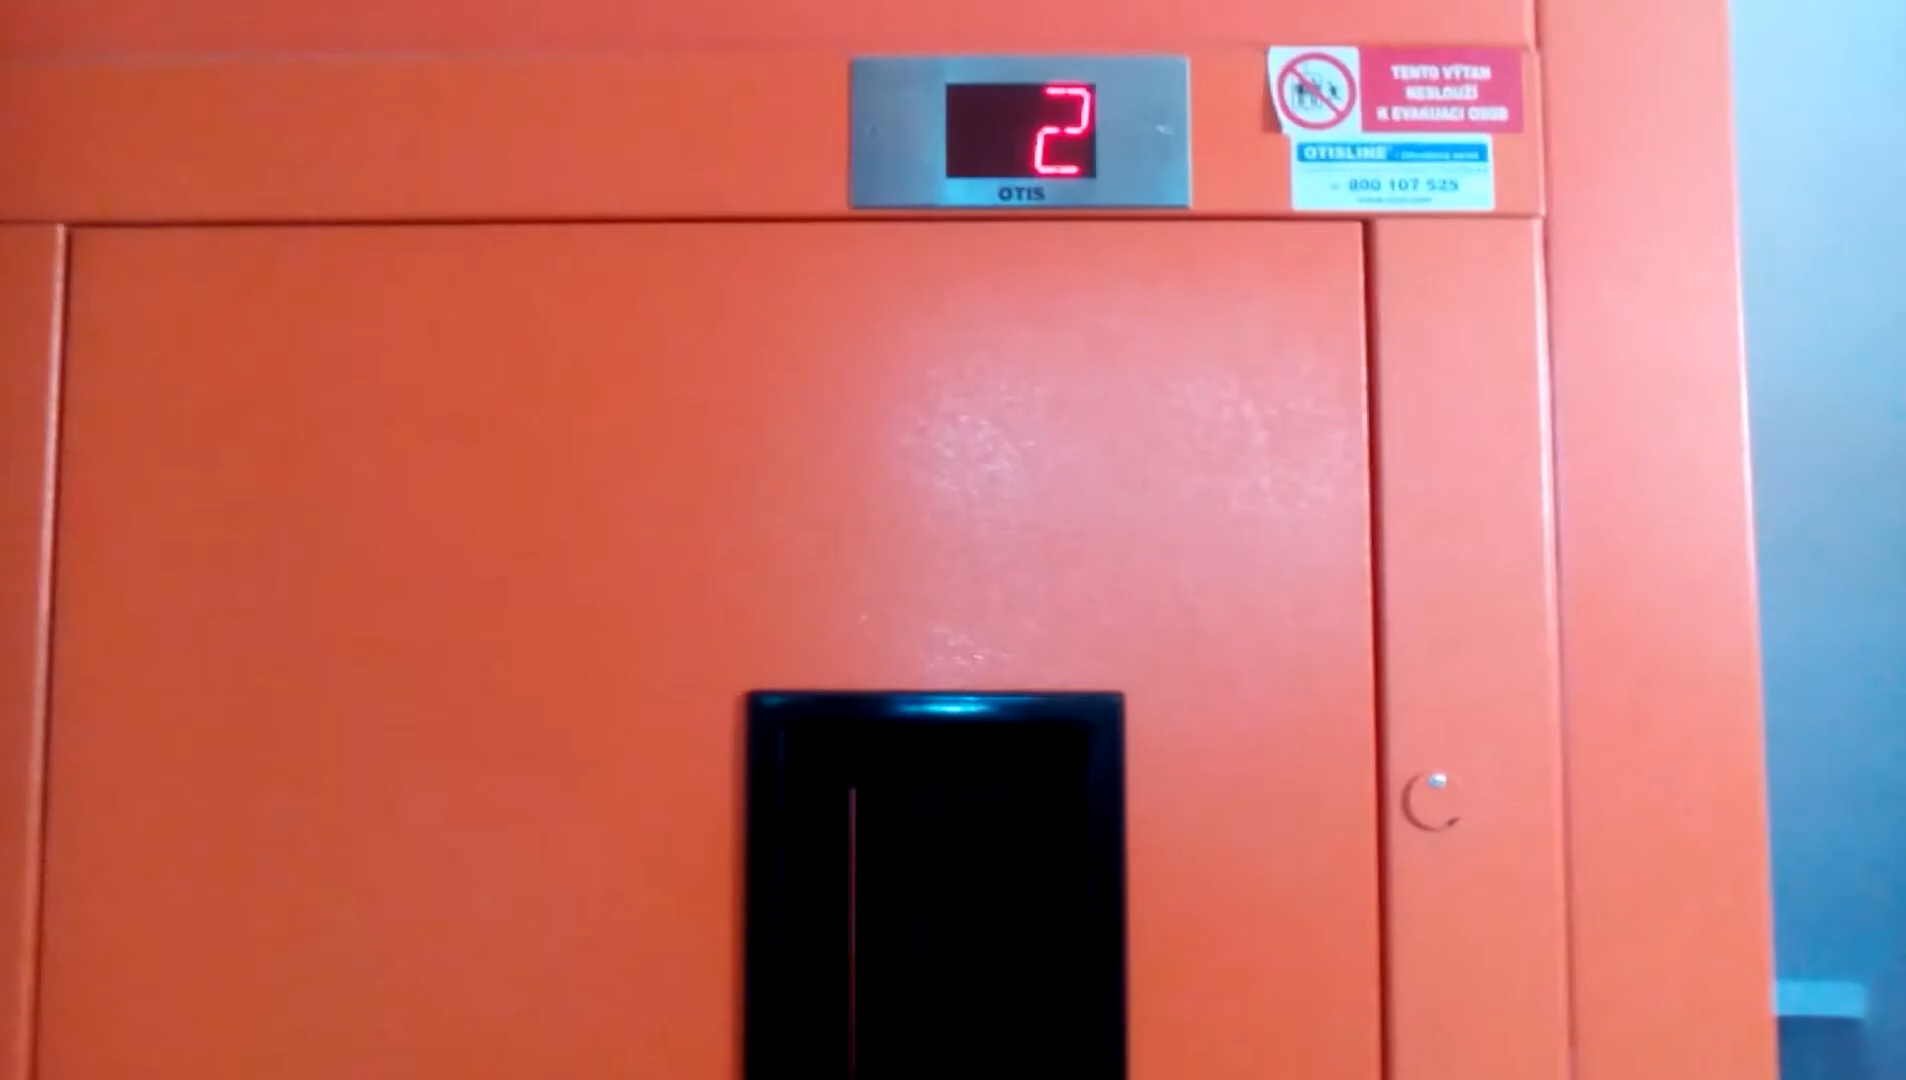 2
OTIS
TENTO VÝTAH
NESLOUŽÍ
K EVAKUACI OSOB
OTISLINE
800 107 525